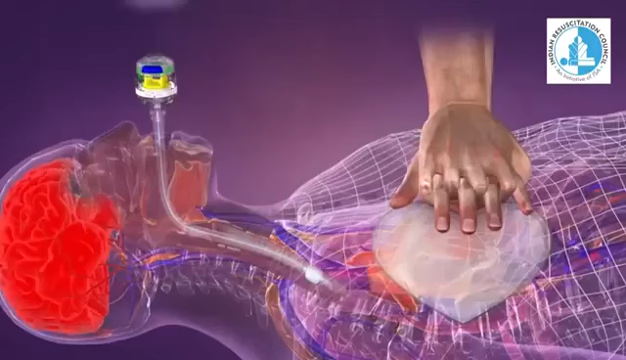 INDIAN RESUSCITATION COUNCIL
- An Initiative of ISA -